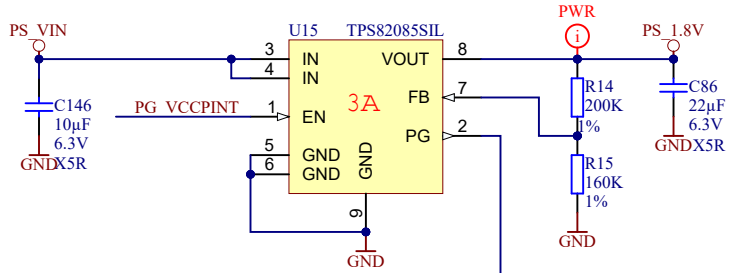 PWR
i
PS_VIN
U15 TPS82085SIL
PS_1.8V
3 IN VOUT 8
4 IN
C146
10µF
6.3V
X5R
GND
PG_VCCPINT
1 EN
3A
FB 7
PG 2
5 GND
6 GND
GND
9
GND
R14
200K
1%
R15
160K
1%
GND
C86
22µF
6.3V
X5R
GND